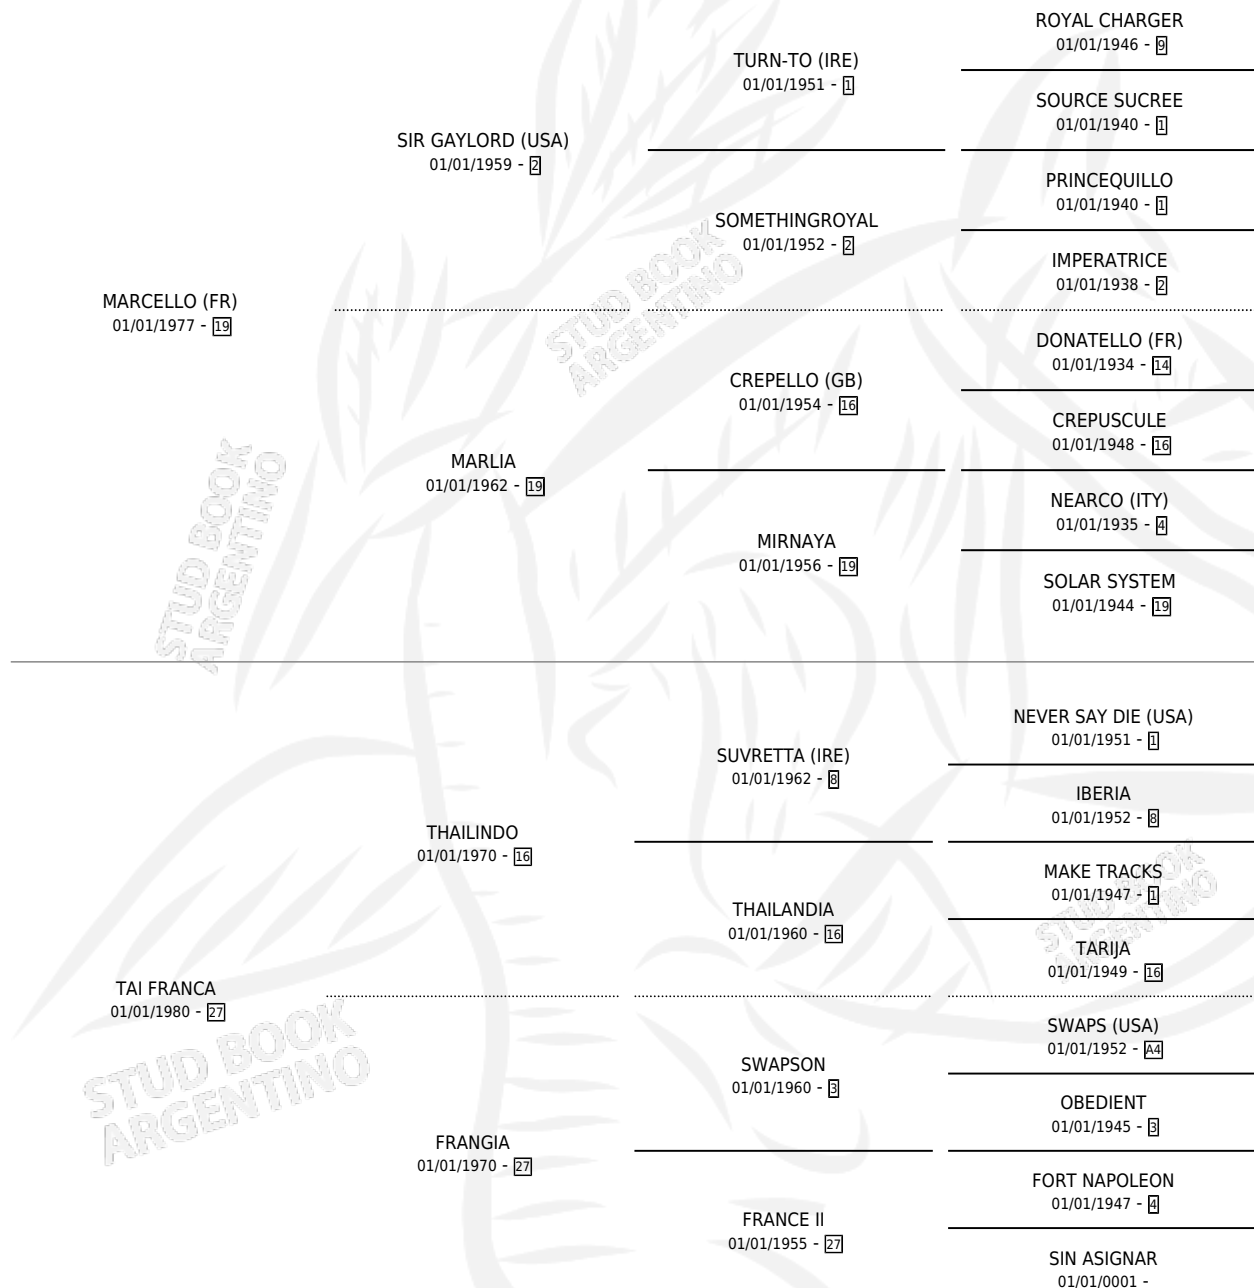 ROYAL CHARGER
01/01/1946 - 9
TURN-TO (IRE)
01/01/1951 - 1
SOURCE SUCREE
01/01/1940 - 1
SIR GAYLORD (USA)
01/01/1959 - 2
PRINCEQUILLO
01/01/1940 - 1
SOMETHINGROYAL
01/01/1952 - 2
IMPERATRICE
01/01/1938 - 2
MARCELLO (FR)
01/01/1977 - 19
STUD BOOK
ARGENTINO
DONATELLO (FR)
01/01/1934 - 14
CREPELLO (GB)
01/01/1954 - 16
CREPUSCULE
01/01/1948 - 16
MARLIA
01/01/1962 - 19
NEARCO (ITY)
01/01/1935 - 4
MIRNAYA
01/01/1956 - 19
SOLAR SYSTEM
01/01/1944 - 19
STUD BOOK
ARGENTINO
NEVER SAY DIE (USA)
01/01/1951 - 1
SUVRETTA (IRE)
01/01/1962 - 8
IBERIA
01/01/1952 - 8
THAILINDO
01/01/1970 - 16
MAKE TRACKS
01/01/1947 - 1
THAILANDIA
01/01/1960 - 16
TARIJA
01/01/1949 - 16
STUD BOOK
ARGENTINO
TAI FRANCA
01/01/1980 - 27
STUD BOOK
ARGENTINO
SWAPS (USA)
01/01/1952 - A4
SWAPSON
01/01/1960 - 3
OBEDIENT
01/01/1945 - 3
FRANGIA
01/01/1970 - 27
FORT NAPOLEON
01/01/1947 - 4
FRANCE II
01/01/1955 - 27
SIN ASIGNAR
01/01/0001 -